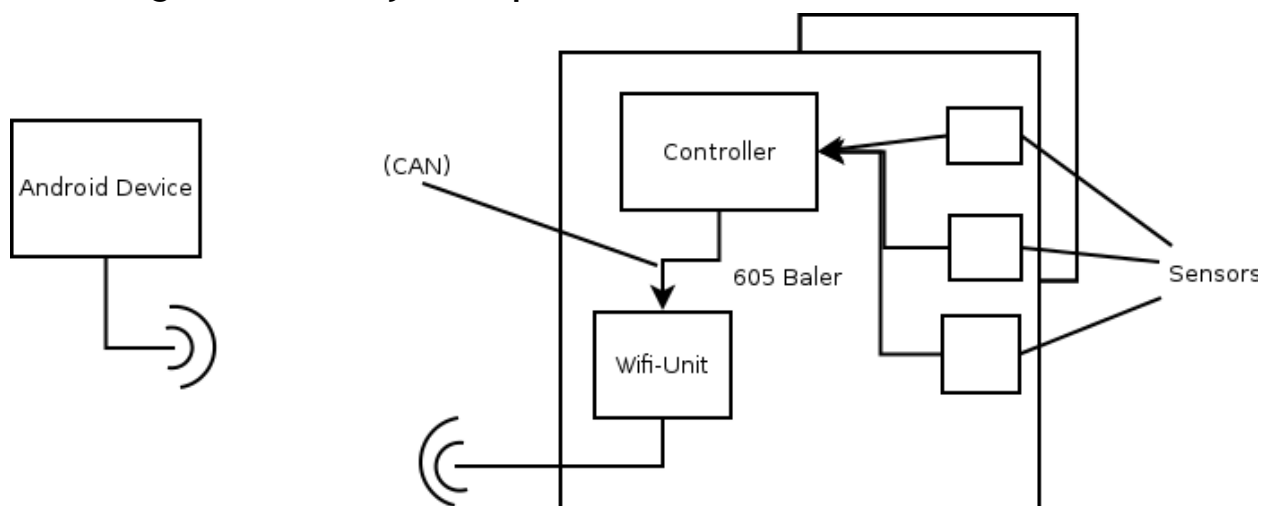 Android Device
(CAN)
Controller
605 Baler
Wifi-Unit
Sensors